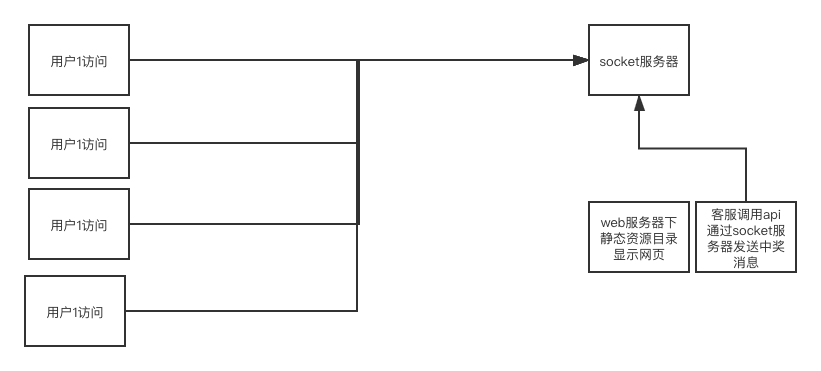 用户1访问
socket服务器
用户1访问
用户1访问
web服务器下
静态资源目录
显示网页
客服调用api
通过socket服
务器发送中奖
消息
用户1访问